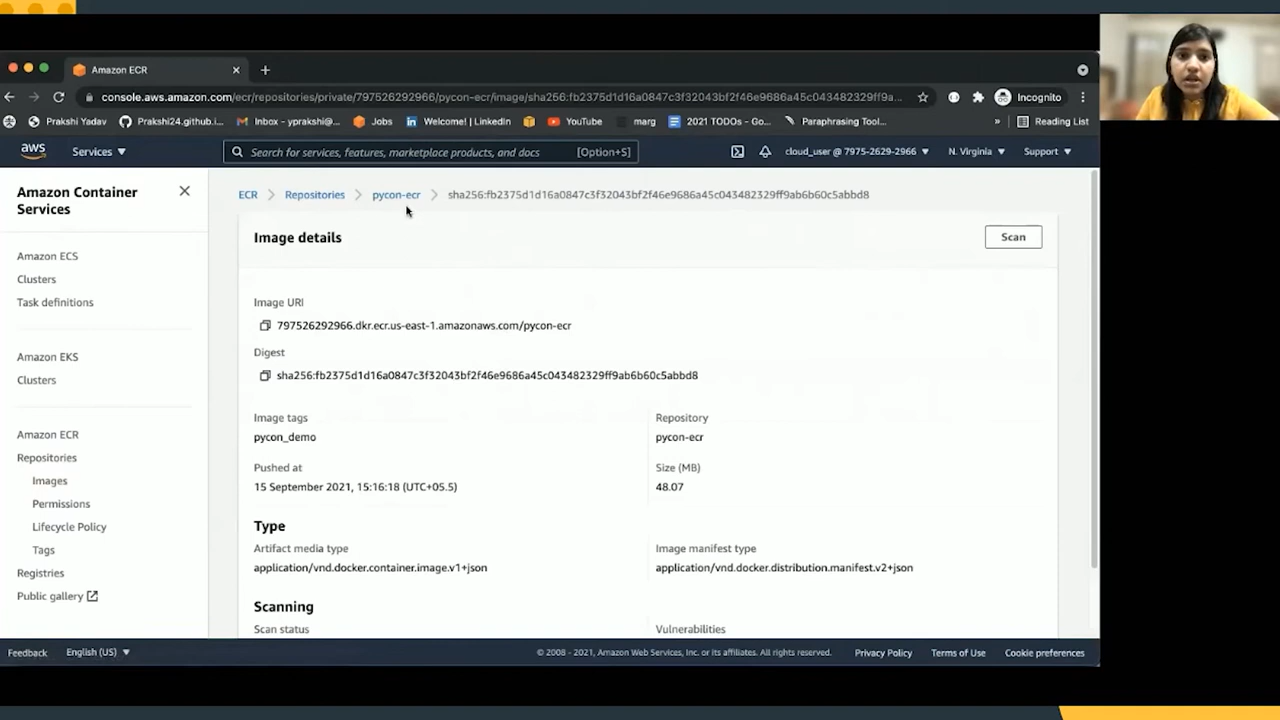 Amazon ECR
console.aws.amazon.com/ecr/repositories/private/797526292966/pycon-ecr/image/sha256:fb2375d1d16a0847c3f32043bf2f46e9686a45c043482329ff9a...
Incognito
Prakshi Yadav
Prakshi24.github.i...
Inbox - yprakshi@...
Jobs
Welcome! | LinkedIn
YouTube
marg
2021 TODOs - Go...
Paraphrasing Tool...
»
Reading List
aws
Services
Search for services, features, marketplace products, and docs
[Option+S]
cloud_user @ 7975-2629-2966
N. Virginia
Support
Amazon Container
Services
Amazon ECS
Clusters
Task definitions
Amazon EKS
Clusters
Amazon ECR
Repositories
Images
Permissions
Lifecycle Policy
Tags
Registries
Public gallery
ECR
Repositories
pycon-ecr
sha256:fb2375d1d16a0847c3f32043bf2f46e9686a45c043482329ff9ab6b60c5abbd8
Image details
Scan
Image URI
797526292966.dkr.ecr.us-east-1.amazonaws.com/pycon-ecr
Digest
sha256:fb2375d1d16a0847c3f32043bf2f46e9686a45c043482329ff9ab6b60c5abbd8
Image tags
pycon_demo
Repository
pycon-ecr
Pushed at
15 September 2021, 15:16:18 (UTC+05.5)
Size (MB)
48.07
Type
Artifact media type
application/vnd.docker.container.image.v1+json
Image manifest type
application/vnd.docker.distribution.manifest.v2+json
Scanning
Scan status
Vulnerabilities
Feedback
English (US)
© 2008 - 2021, Amazon Web Services, Inc. or its affiliates. All rights reserved.
Privacy Policy
Terms of Use
Cookie preferences